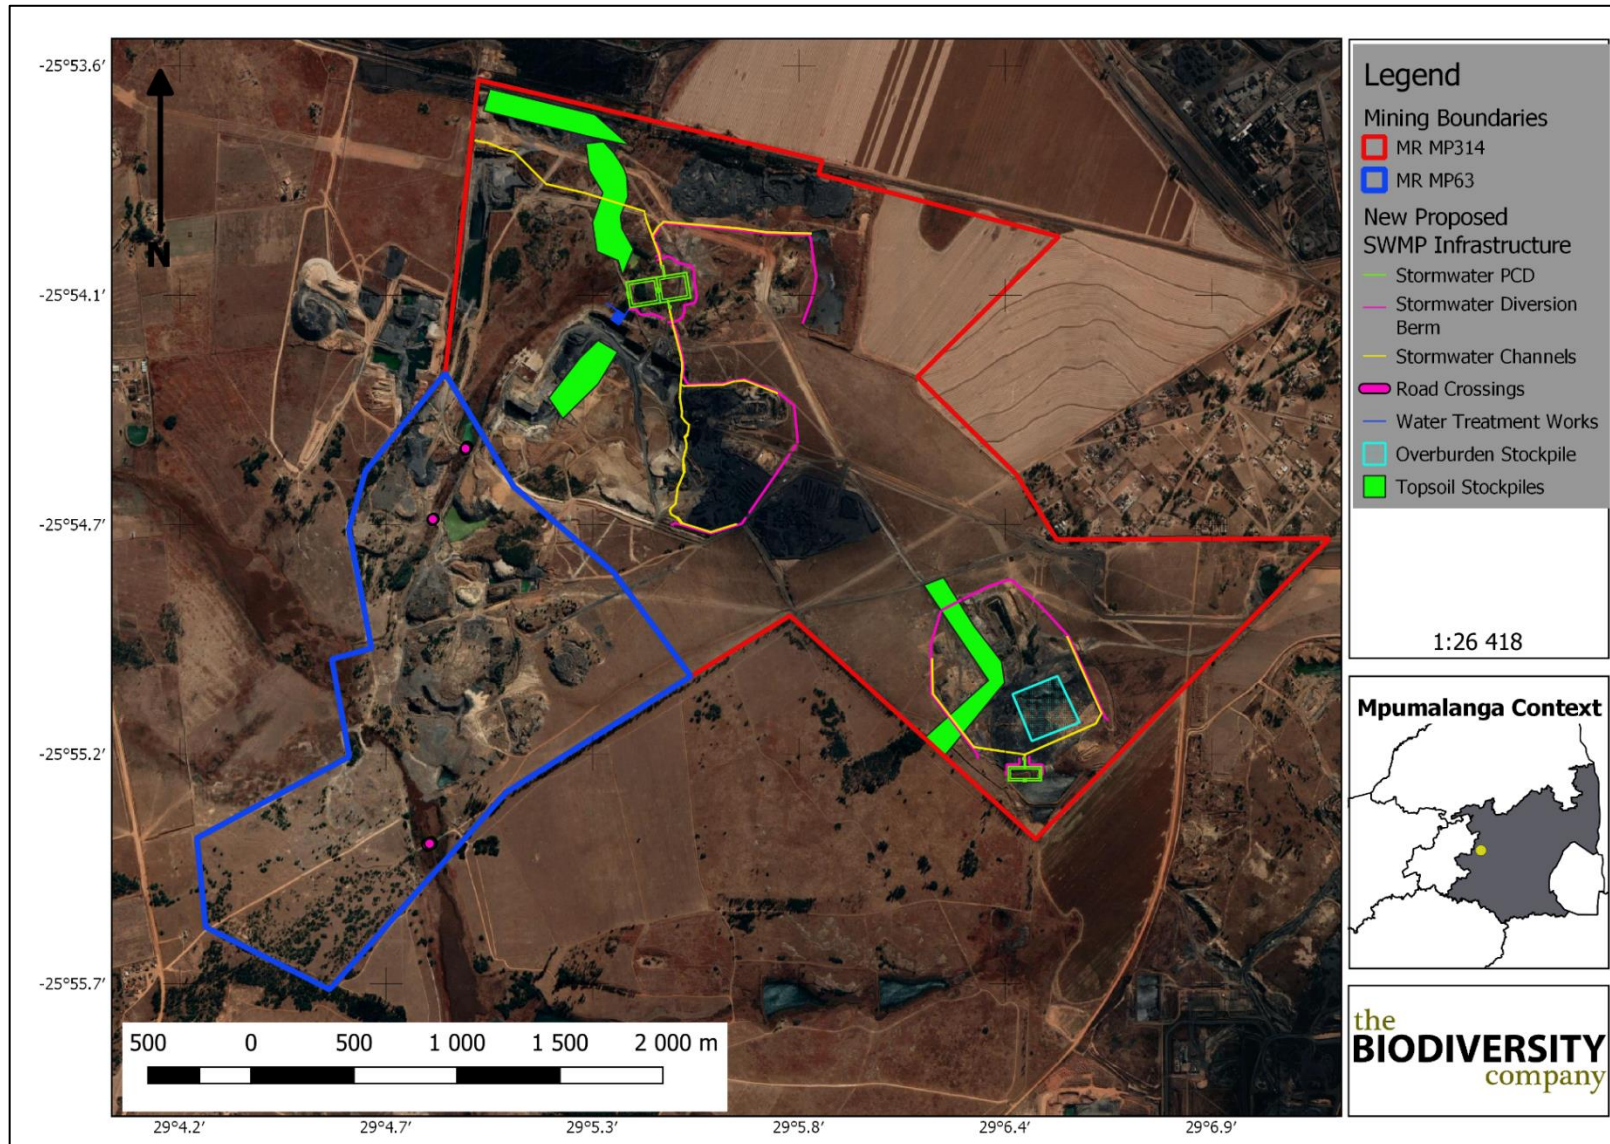 -25°53.6′
-25°54.1′
-25°54.7′
-25°55.2′
-25°55.7′
N
500 0 500 1 000 1 500 2 000 m
29°4.2′ 29°4.7′ 29°5.3′ 29°5.8′ 29°6.4′ 29°6.9′
Legend
Mining Boundaries
MR MP314
MR MP63
New Proposed
SWMP Infrastructure
Stormwater PCD
Stormwater Diversion
Berm
Stormwater Channels
Road Crossings
Water Treatment Works
Overburden Stockpile
Topsoil Stockpiles
1:26 418
Mpumalanga Context
the
BIODIVERSITY
company